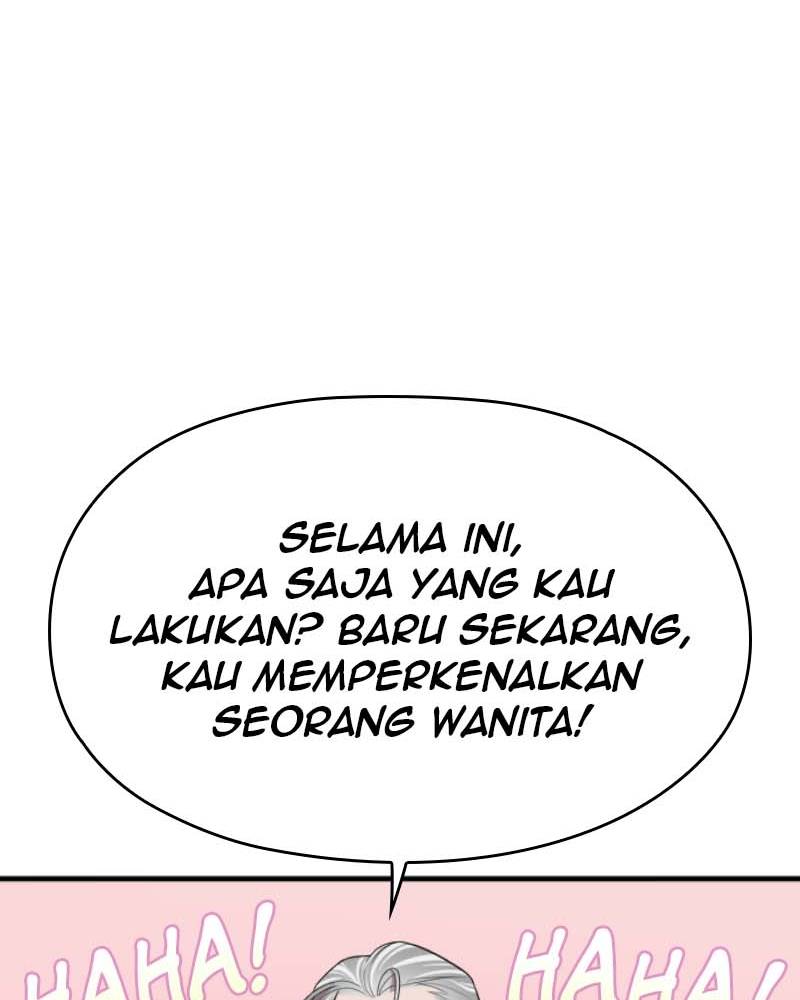 SELAMA INI,
APA SAJA YANG KAU
LAKUKAN? BARU SEKARANG,
KAU MEMPERKENALKAN
SEORANG WANITA!
HAHA!
HAHA!